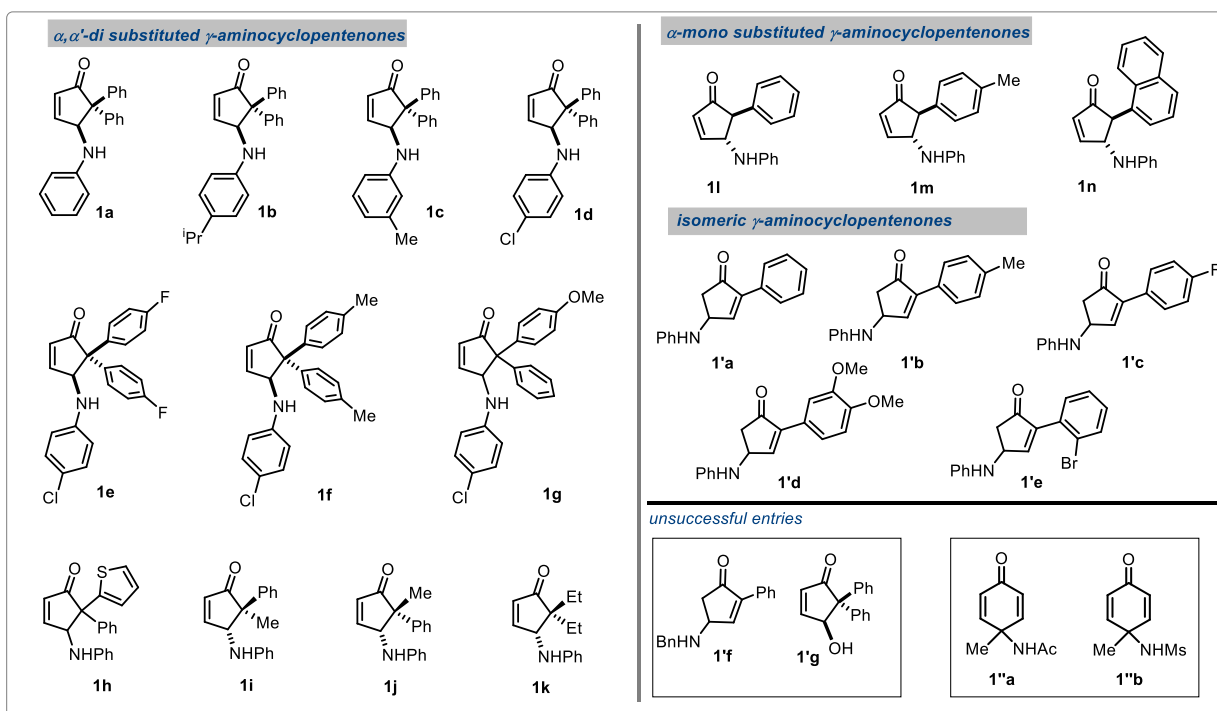 α,α'-di substituted γ-aminocyclopentenones
O
Ph
Ph
NH
1a
O
Ph
Ph
NH
iPr
1b
O
Ph
Ph
NH
Me
1c
O
Ph
Ph
NH
Cl
1d
O
F
F
NH
Cl
1e
O
Me
Me
NH
Cl
1f
O
OMe
NH
Cl
1g
O
S
Ph
NHPh
1h
O
Ph
Me
NHPh
1i
O
Me
Ph
NHPh
1j
O
Et
Et
NHPh
1k
α-mono substituted γ-aminocyclopentenones
O
NHPh
1l
O
Me
NHPh
1m
O
NHPh
1n
isomeric γ-aminocyclopentenones
O
PhHN
1'a
O
Me
PhHN
1'b
O
F
PhHN
1'c
O
OMe
OMe
PhHN
1'd
O
Br
PhHN
1'e
unsuccessful entries
O
Ph
BnHN
1'f
O
Ph
Ph
OH
1'g
O
Me
NHAc
1''a
O
Me
NHMs
1''b